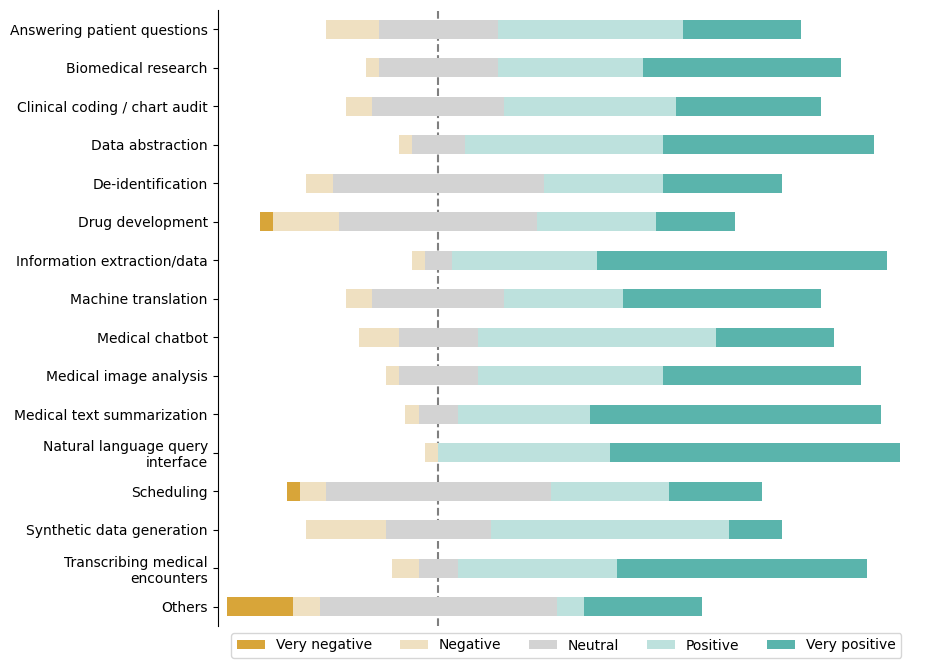 Answering patient questions
Biomedical research
Clinical coding / chart audit
Data abstraction
De-identification
Drug development
Information extraction/data
Machine translation
Medical chatbot
Medical image analysis
Medical text summarization
Natural language query
interface
Scheduling
Synthetic data generation
Transcribing medical
encounters
Others
Very negative Negative Neutral Positive Very positive